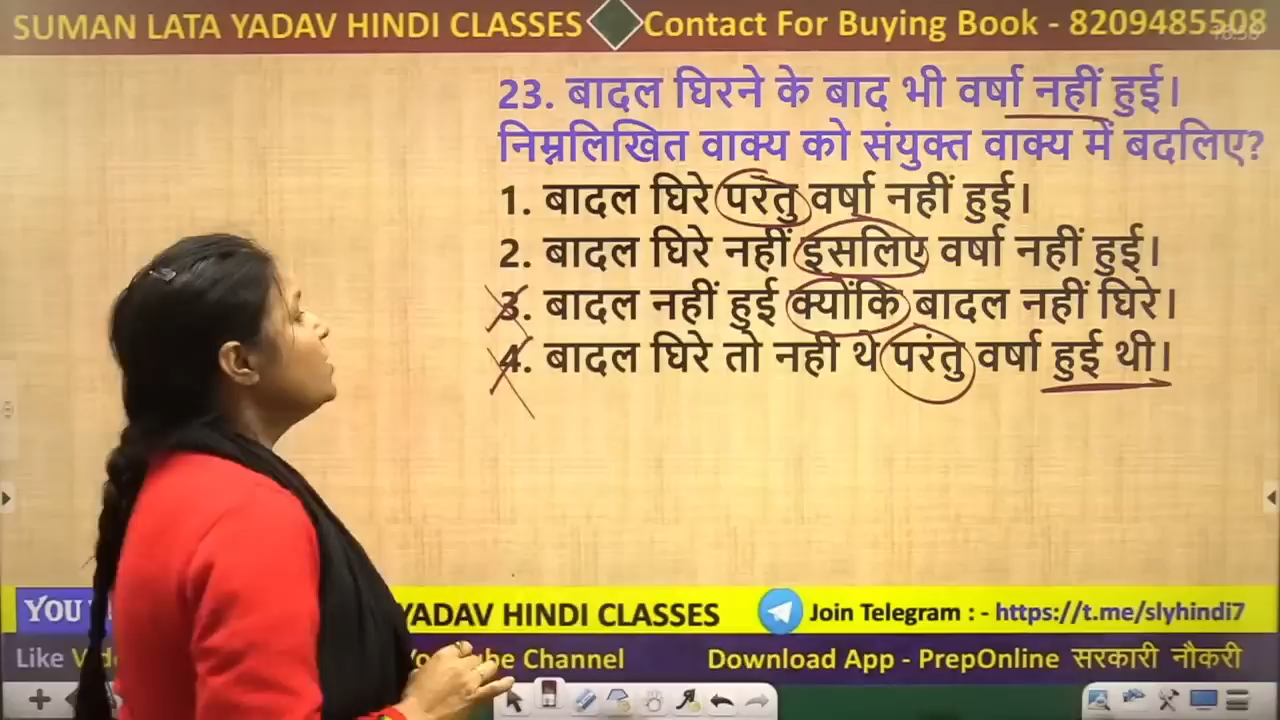 SUMAN LATA YADAV HINDI CLASSES Contact For Buying Book - 8209485508
23. बादल घिरने के बाद भी वर्षा नहीं हुई।
निम्नलिखित वाक्य को संयुक्त वाक्य में बदलिए?
1. बादल घिरे परंतु वर्षा नहीं हुई।
2. बादल घिरे नहीं इसलिए वर्षा नहीं हुई।
3. बादल नहीं हुई क्योंकि बादल नहीं घिरे।
4. बादल घिरे तो नही थे परंतु वर्षा हुई थी।
YOU YADAV HINDI CLASSES Join Telegram : - https://t.me/slyhindi7
Like Channel Download App - PrepOnline सरकारी नौकरी